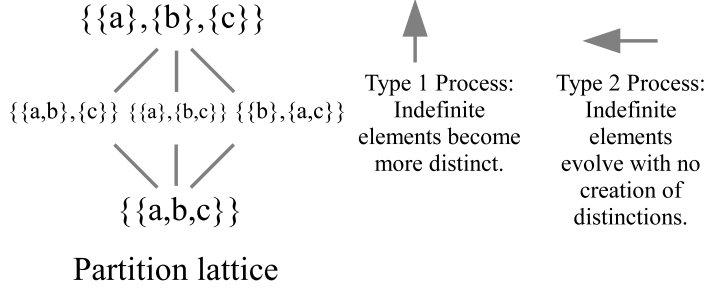 {{a},{b},{c}}
{{a,b},{c}} {{a},{b,c}} {{b},{a,c}}
{{a,b,c}}
Partition lattice
Type 1 Process:
Indefinite
elements become
more distinct.
Type 2 Process:
Indefinite
elements
evolve with no
creation of
distinctions.